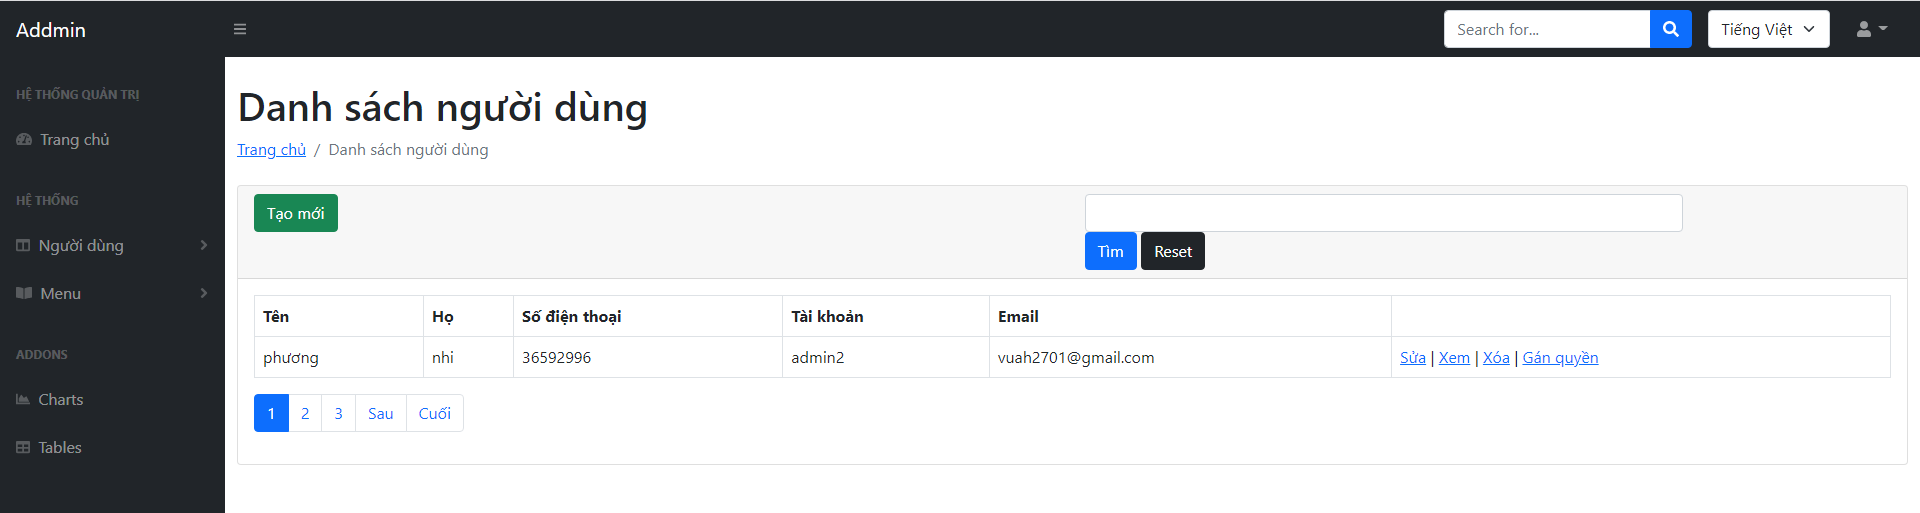 Addmin
Search for...
Tiếng Việt
HỆ THỐNG QUẢN TRỊ
Trang chủ
HỆ THỐNG
Người dùng
Menu
ADDONS
Charts
Tables
Danh sách người dùng
Trang chủ / Danh sách người dùng
Tạo mới
Tìm Reset
Tên Họ Số điện thoại Tài khoản Email
phương nhi 36592996 admin2 vuah2701@gmail.com Sửa | Xem | Xóa | Gán quyền
1 2 3 Sau Cuối